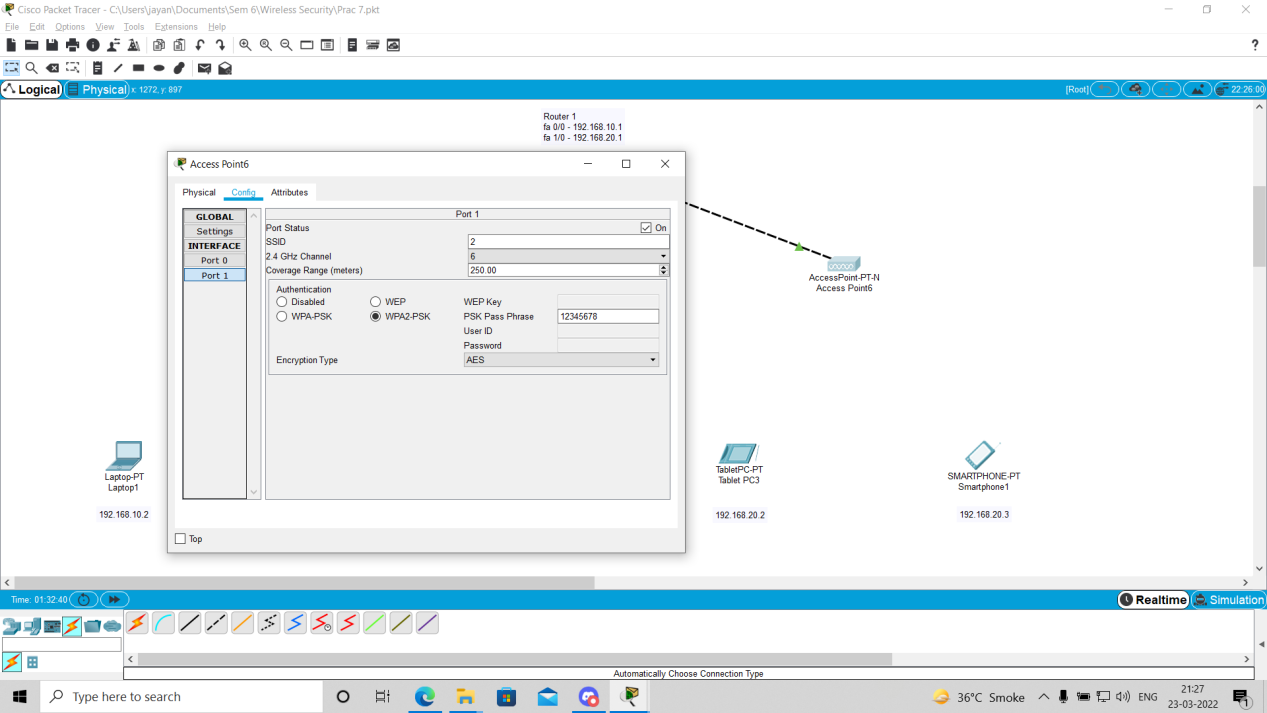 Cisco Packet Tracer - C:\Users\jayan\Documents\Sem 6\Wireless Security\Prac 7.pkt
File Edit Options View Tools Extensions Help
?
Logical Physical x: 1272, y: 897 [Root] 22:26:00
Router 1
fa 0/0 - 192.168.10.1
fa 1/0 - 192.168.20.1
Access Point6
Physical Config Attributes
GLOBAL
Settings
INTERFACE
Port 0
Port 1
Port 1
Port Status On
SSID 2
2.4 GHz Channel 6
Coverage Range (meters) 250.00
Authentication
Disabled WEP WEP Key
WPA-PSK WPA2-PSK PSK Pass Phrase 12345678
User ID
Password
Encryption Type AES
Top
AccessPoint-PT-N
Access Point6
Laptop-PT
Laptop1
192.168.10.2
TabletPC-PT
Tablet PC3
192.168.20.2
SMARTPHONE-PT
Smartphone1
192.168.20.3
Time: 01:32:40 Realtime Simulation
Automatically Choose Connection Type
Type here to search
36°C Smoke ENG 21:27
23-03-2022 1